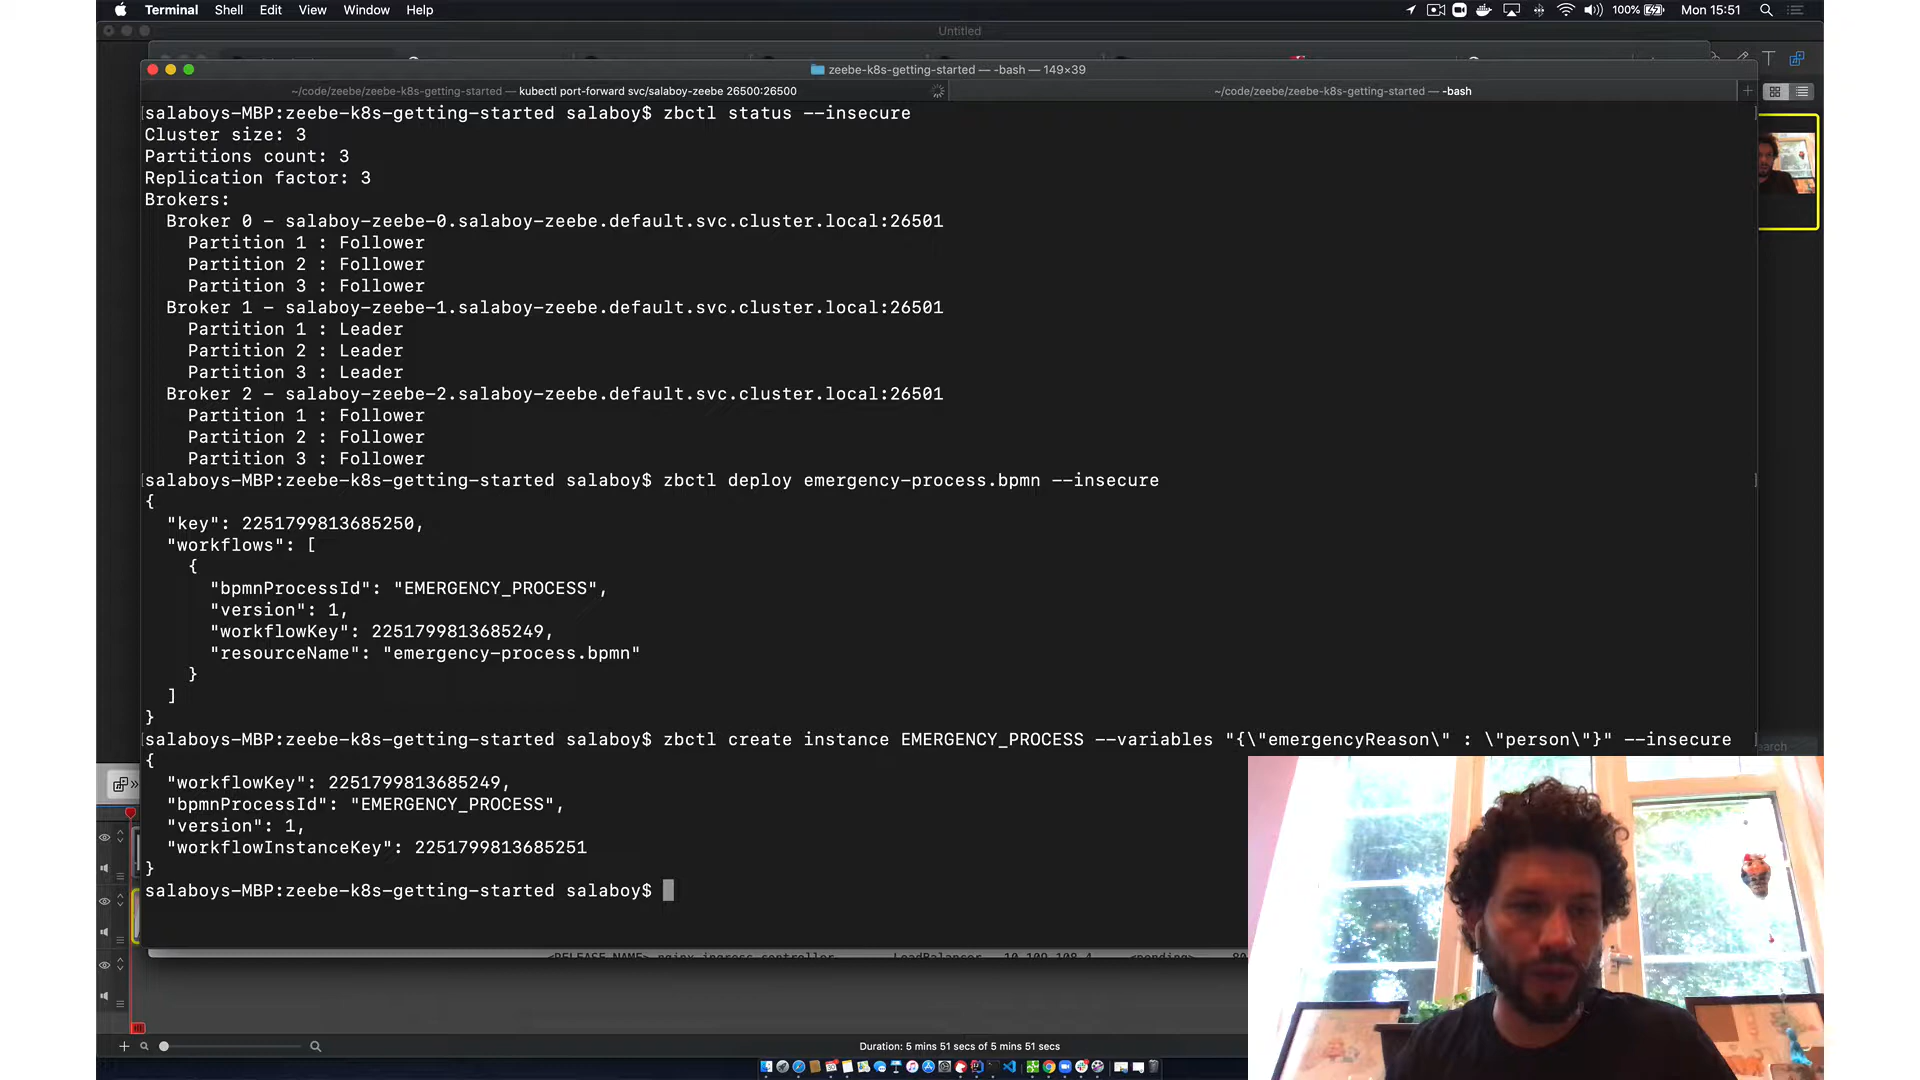 Terminal Shell Edit View Window Help 100% Mon 15:51
Untitled
zeebe-k8s-getting-started — -bash — 149×39
~/code/zeebe/zeebe-k8s-getting-started — kubectl port-forward svc/salaboy-zeebe 26500:26500 ~/code/zeebe/zeebe-k8s-getting-started — -bash
salaboys-MBP:zeebe-k8s-getting-started salaboy$ zbctl status --insecure
Cluster size: 3
Partitions count: 3
Replication factor: 3
Brokers:
Broker 0 - salaboy-zeebe-0.salaboy-zeebe.default.svc.cluster.local:26501
Partition 1 : Follower
Partition 2 : Follower
Partition 3 : Follower
Broker 1 - salaboy-zeebe-1.salaboy-zeebe.default.svc.cluster.local:26501
Partition 1 : Leader
Partition 2 : Leader
Partition 3 : Leader
Broker 2 - salaboy-zeebe-2.salaboy-zeebe.default.svc.cluster.local:26501
Partition 1 : Follower
Partition 2 : Follower
Partition 3 : Follower
salaboys-MBP:zeebe-k8s-getting-started salaboy$ zbctl deploy emergency-process.bpmn --insecure
{
"key": 2251799813685250,
"workflows": [
{
"bpmnProcessId": "EMERGENCY_PROCESS",
"version": 1,
"workflowKey": 2251799813685249,
"resourceName": "emergency-process.bpmn"
}
]
}
salaboys-MBP:zeebe-k8s-getting-started salaboy$ zbctl create instance EMERGENCY_PROCESS --variables "{\"emergencyReason\" : \"person\"}" --insecure
{
"workflowKey": 2251799813685249,
"bpmnProcessId": "EMERGENCY_PROCESS",
"version": 1,
"workflowInstanceKey": 2251799813685251
}
salaboys-MBP:zeebe-k8s-getting-started salaboy$
Duration: 5 mins 51 secs of 5 mins 51 secs